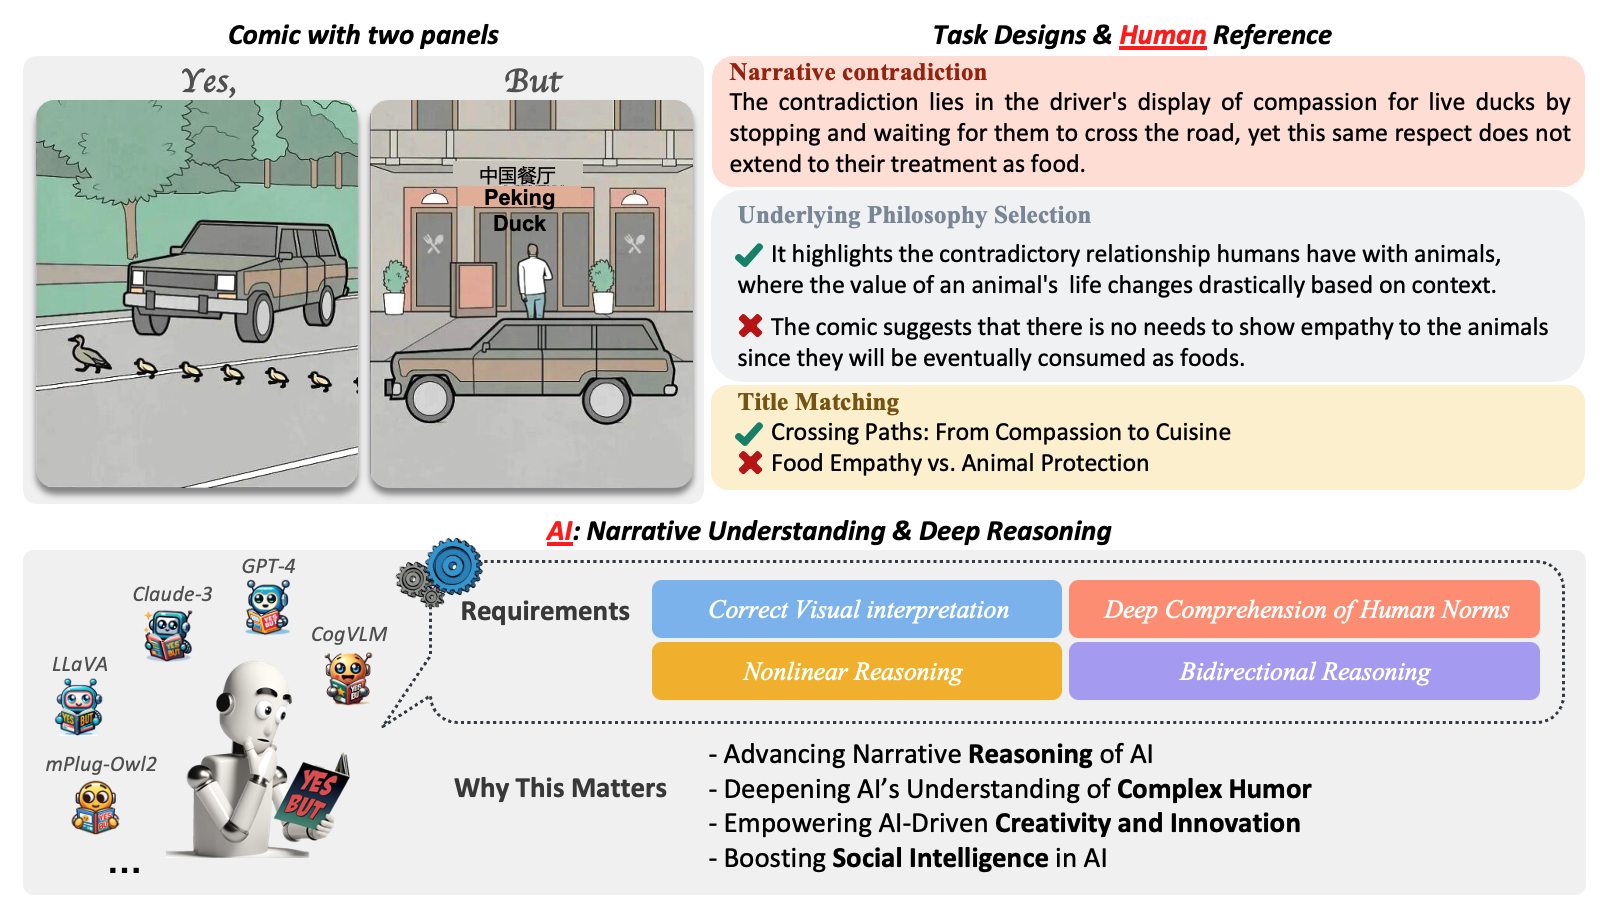 Comic with two panels
Yes,
But
中国餐厅
Peking
Duck
Task Designs & Human Reference
Narrative contradiction
The contradiction lies in the driver's display of compassion for live ducks by
stopping and waiting for them to cross the road, yet this same respect does not
extend to their treatment as food.
Underlying Philosophy Selection
It highlights the contradictory relationship humans have with animals,
where the value of an animal's life changes drastically based on context.
The comic suggests that there is no needs to show empathy to the animals
since they will be eventually consumed as foods.
Title Matching
Crossing Paths: From Compassion to Cuisine
Food Empathy vs. Animal Protection
AI: Narrative Understanding & Deep Reasoning
GPT-4
Claude-3
CogVLM
LLaVA
mPlug-Owl2
...
YES
BUT
Requirements
Correct Visual interpretation
Deep Comprehension of Human Norms
Nonlinear Reasoning
Bidirectional Reasoning
Why This Matters
- Advancing Narrative Reasoning of AI
- Deepening AI’s Understanding of Complex Humor
- Empowering AI-Driven Creativity and Innovation
- Boosting Social Intelligence in AI